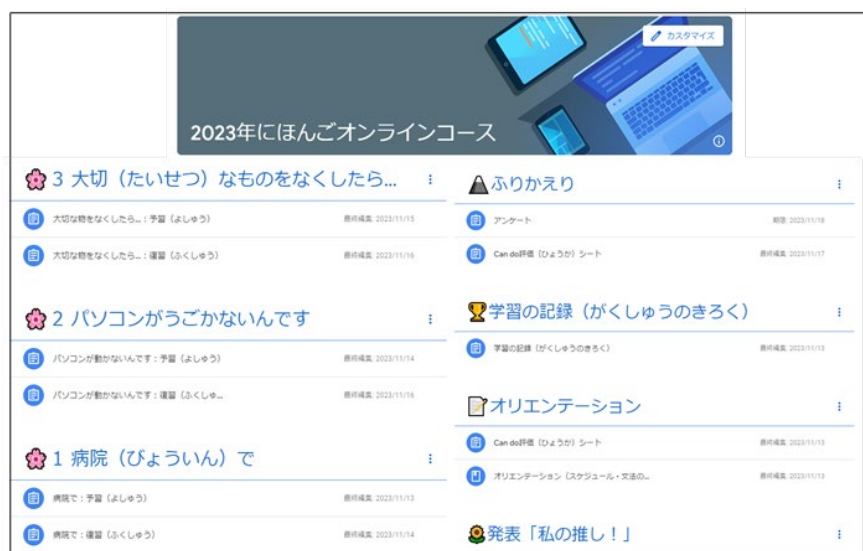 カスタマイズ
2023年にほんごオンラインコース
3 大切（たいせつ）なものをなくしたら...
大切な物をなくしたら...：予習（よしゅう）
最終編集: 2023/11/15
大切な物をなくしたら...：復習（ふくしゅう）
最終編集: 2023/11/16
2 パソコンがうごかないんです
パソコンが動かないんです：予習（よしゅう）
最終編集: 2023/11/14
パソコンが動かないんです：復習（ふくしゅ...
最終編集: 2023/11/16
1 病院（びょういん）で
病院で：予習（よしゅう）
最終編集: 2023/11/13
病院で：復習（ふくしゅう）
最終編集: 2023/11/14
ふりかえり
アンケート
期限: 2023/11/18
Can do評価（ひょうか）シート
最終編集: 2023/11/17
学習の記録（がくしゅうのきろく）
学習の記録（がくしゅうのきろく）
最終編集: 2023/11/13
オリエンテーション
Can do評価（ひょうか）シート
最終編集: 2023/11/13
オリエンテーション（スケジュール・文法の...
最終編集: 2023/11/13
発表「私の推し！」